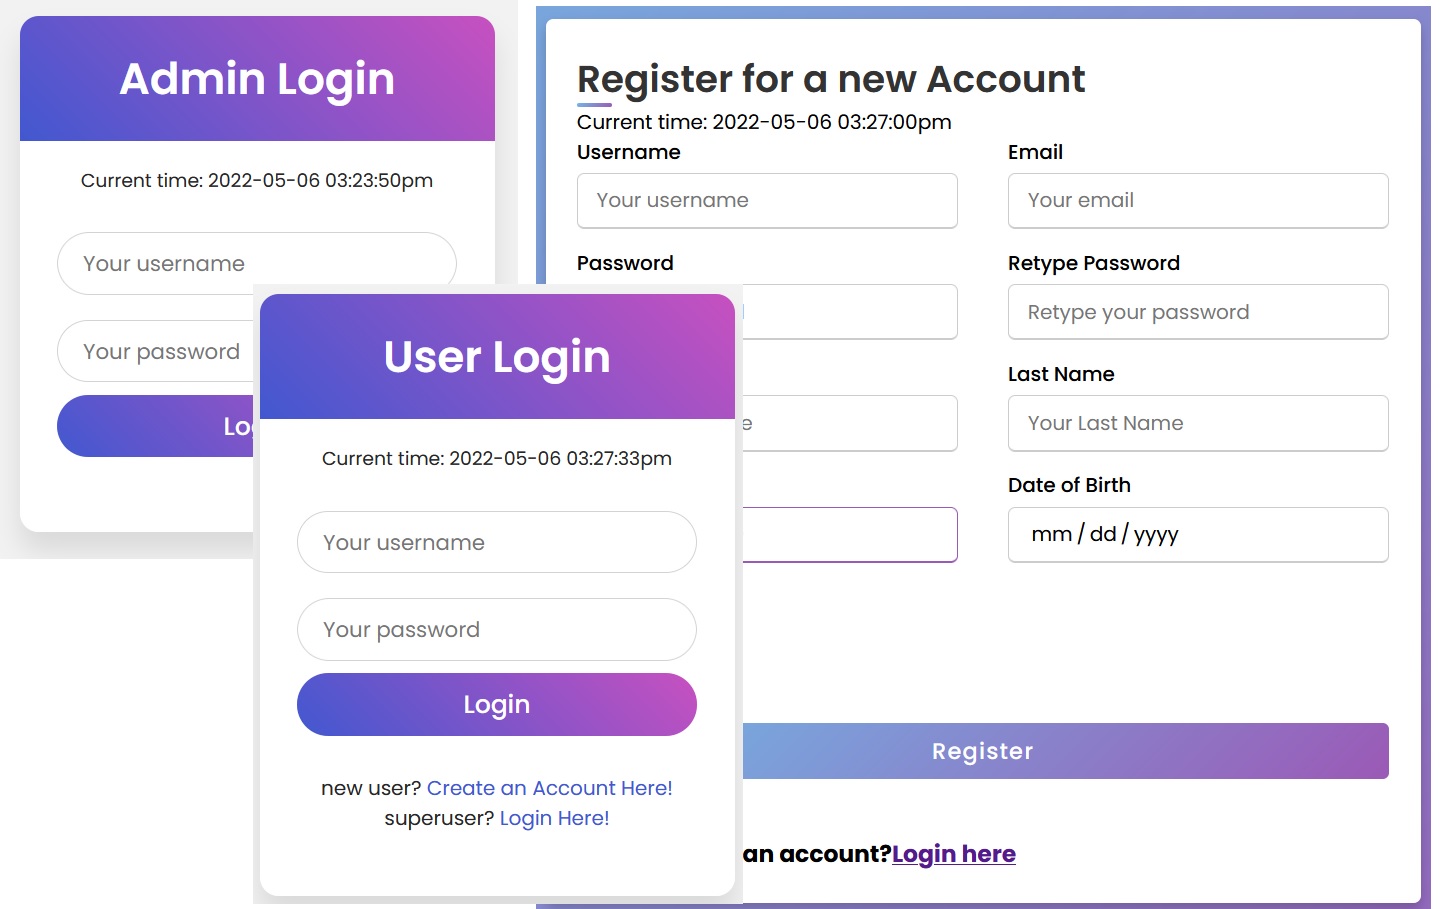 Admin Login
Current time: 2022-05-06 03:23:50pm
Your username
Your password
User Login
Current time: 2022-05-06 03:27:33pm
Your username
Your password
Login
new user? Create an Account Here!
superuser? Login Here!
Register for a new Account
Current time: 2022-05-06 03:27:00pm
Username
Email
Your username
Your email
Password
Retype Password
Retype your password
Last Name
Your Last Name
Date of Birth
mm / dd / yyyy
Register
an account?Login here